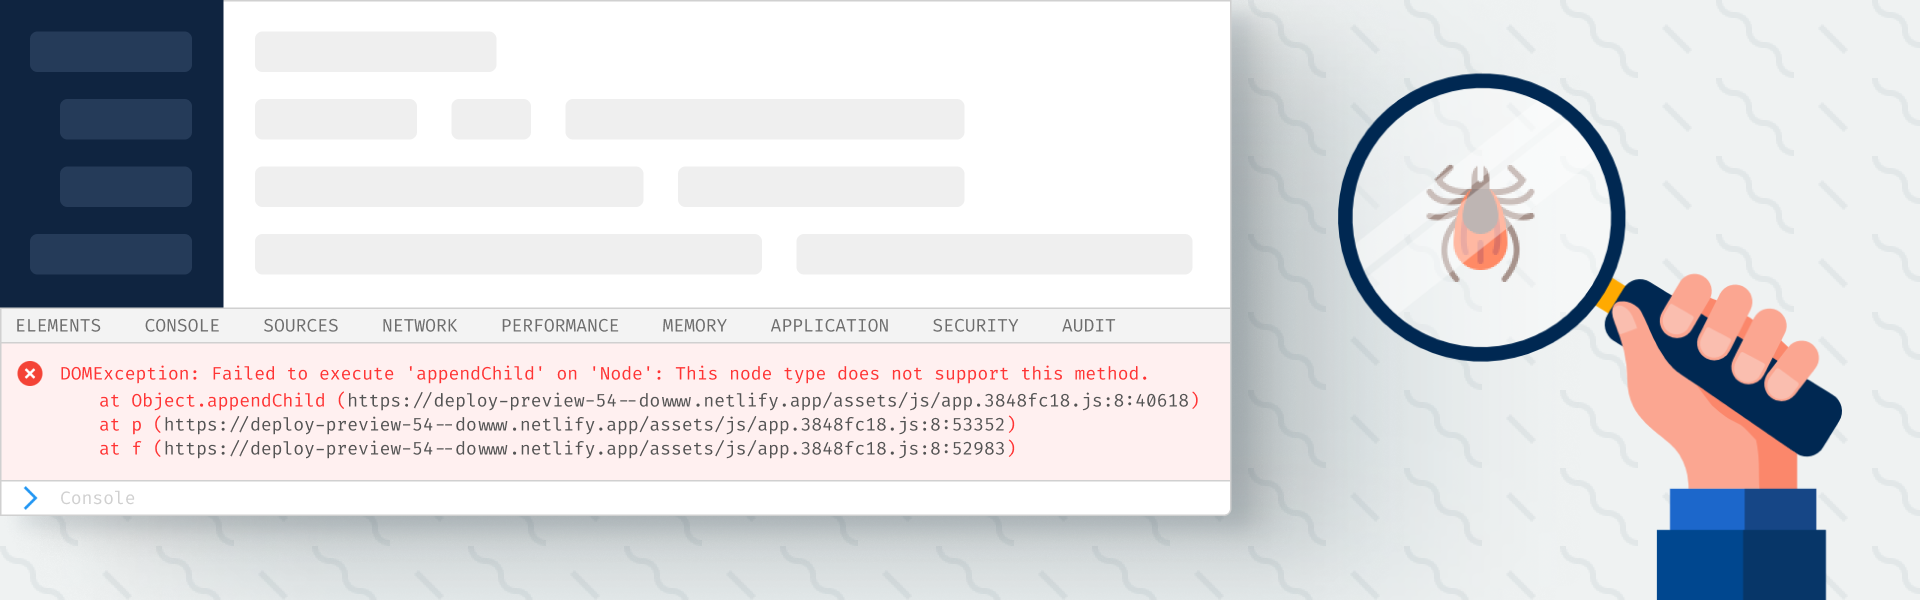 ELEMENTS CONSOLE SOURCES NETWORK PERFORMANCE MEMORY APPLICATION SECURITY AUDIT
DOMException: Failed to execute 'appendChild' on 'Node': This node type does not support this method.
at Object.appendChild (https://deploy-preview-54--dowww.netlify.app/assets/js/app.3848fc18.js:8:40618)
at p (https://deploy-preview-54--dowww.netlify.app/assets/js/app.3848fc18.js:8:53352)
at f (https://deploy-preview-54--dowww.netlify.app/assets/js/app.3848fc18.js:8:52983)
Console